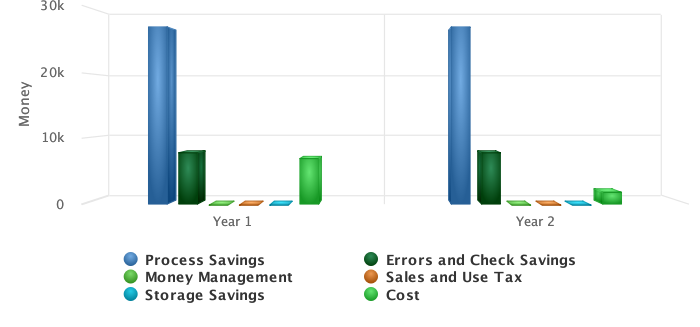 30k
20k
10k
0
Money
Year 1 Year 2
Process Savings Errors and Check Savings
Money Management Sales and Use Tax
Storage Savings Cost